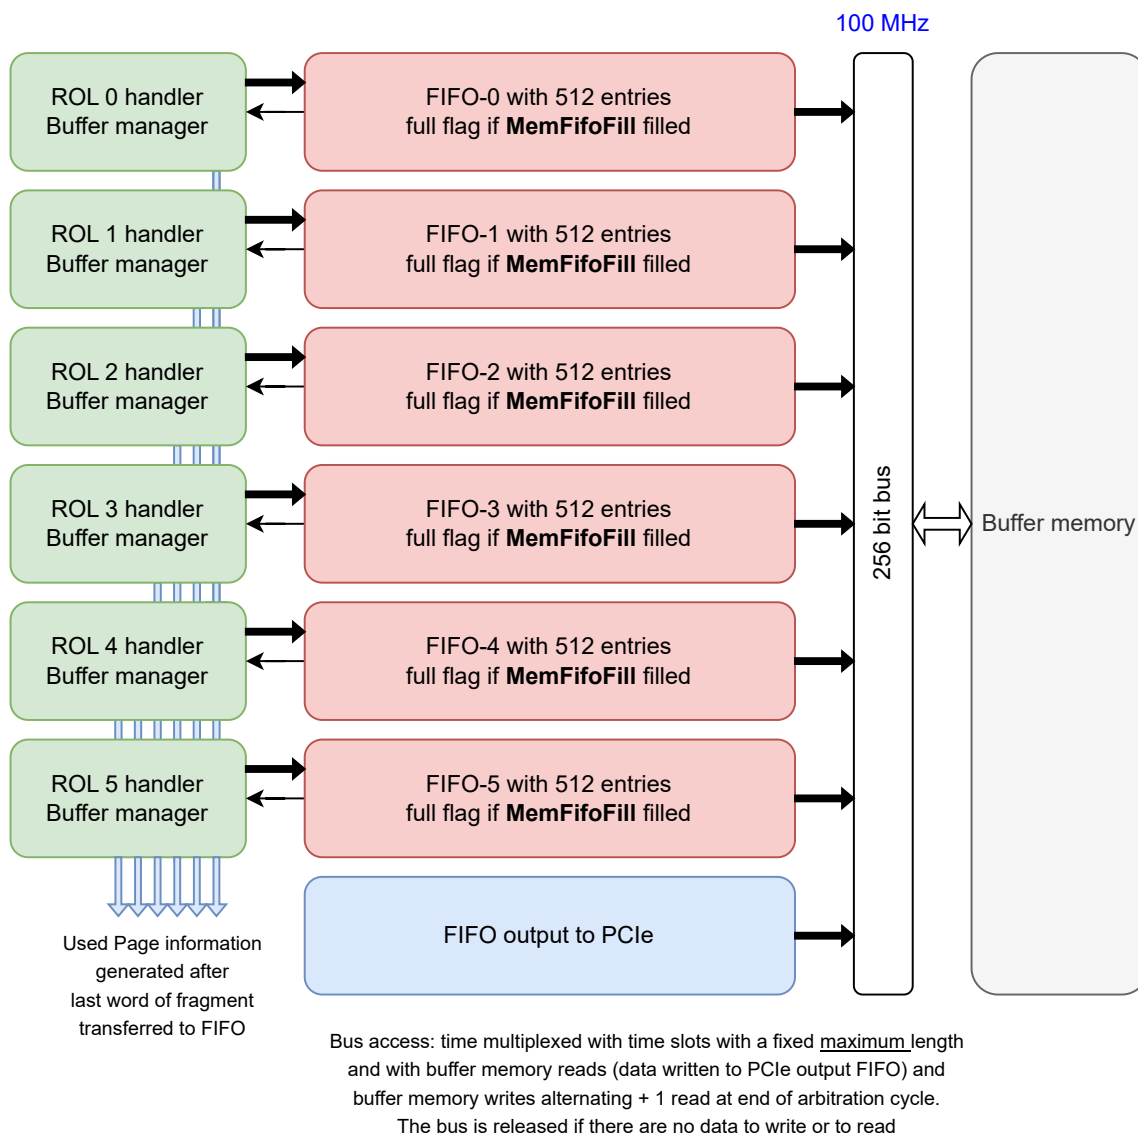 100 MHz
ROL 0 handler
Buffer manager
FIFO-0 with 512 entries
full flag if MemFifoFill filled
ROL 1 handler
Buffer manager
FIFO-1 with 512 entries
full flag if MemFifoFill filled
ROL 2 handler
Buffer manager
FIFO-2 with 512 entries
full flag if MemFifoFill filled
ROL 3 handler
Buffer manager
FIFO-3 with 512 entries
full flag if MemFifoFill filled
256 bit bus
Buffer memory
ROL 4 handler
Buffer manager
FIFO-4 with 512 entries
full flag if MemFifoFill filled
ROL 5 handler
Buffer manager
FIFO-5 with 512 entries
full flag if MemFifoFill filled
FIFO output to PCIe
Used Page information
generated after
last word of fragment
transferred to FIFO
Bus access: time multiplexed with time slots with a fixed maximum length
and with buffer memory reads (data written to PCIe output FIFO) and
buffer memory writes alternating + 1 read at end of arbitration cycle.
The bus is released if there are no data to write or to read